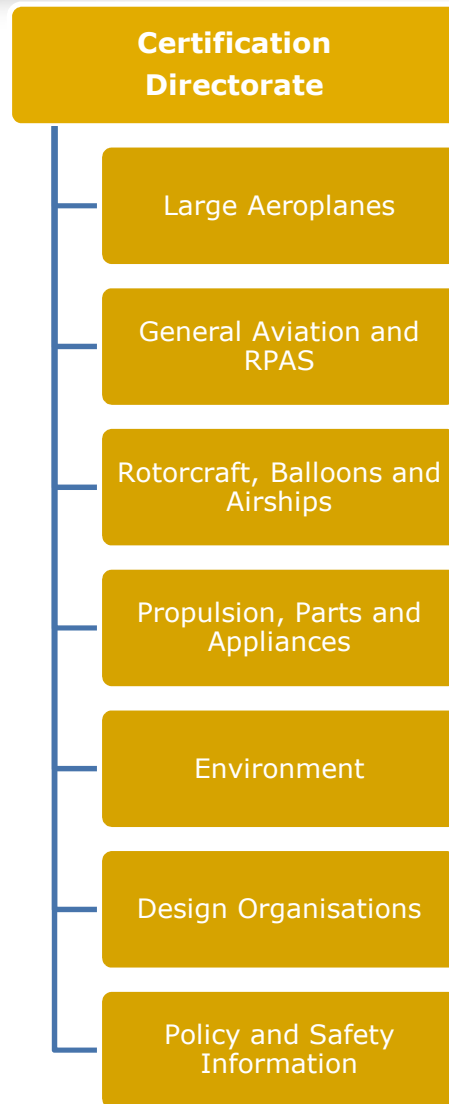 Certification
Directorate
Large Aeroplanes
General Aviation and
RPAS
Rotorcraft, Balloons and
Airships
Propulsion, Parts and
Appliances
Environment
Design Organisations
Policy and Safety
Information